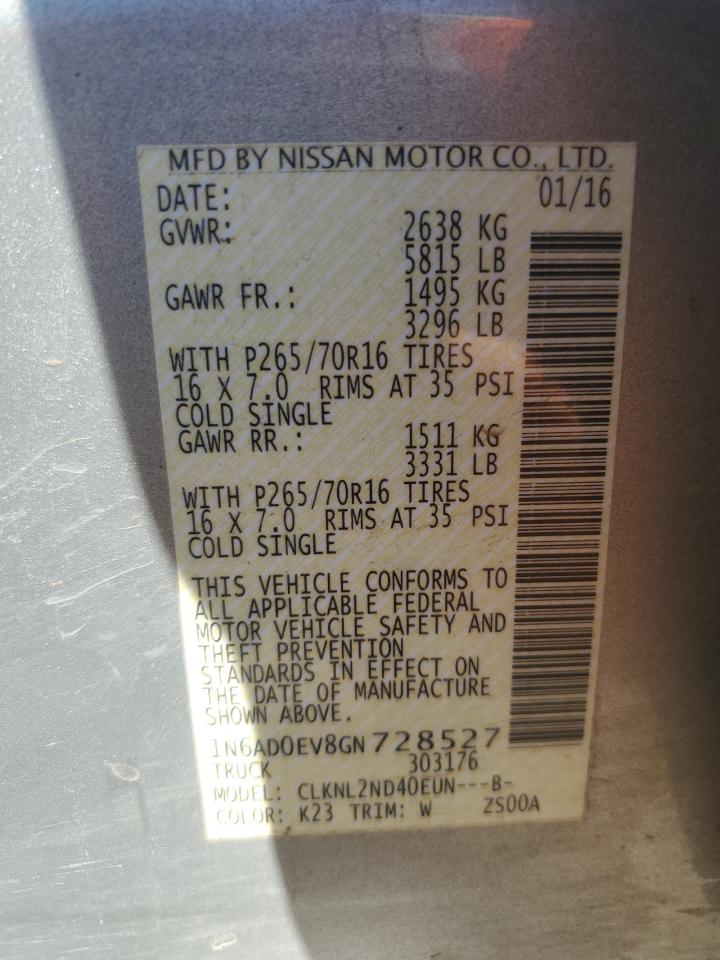 MFD BY NISSAN MOTOR CO., LTD.
DATE: 01/16
GVWR: 2638 KG
5815 LB
GAWR FR.: 1495 KG
3296 LB
WITH P265/70R16 TIRES
16 X 7.0 RIMS AT 35 PSI
COLD SINGLE
GAWR RR.: 1511 KG
3331 LB
WITH P265/70R16 TIRES
16 X 7.0 RIMS AT 35 PSI
COLD SINGLE
THIS VEHICLE CONFORMS TO
ALL APPLICABLE FEDERAL
MOTOR VEHICLE SAFETY AND
THEFT PREVENTION
STANDARDS IN EFFECT ON
THE DATE OF MANUFACTURE
SHOWN ABOVE.
1N6AD0EV8GN728527
TRUCK 303176
MODEL: CLKNL2ND40EUN---B-
COLOR: K23 TRIM: W ZS00A